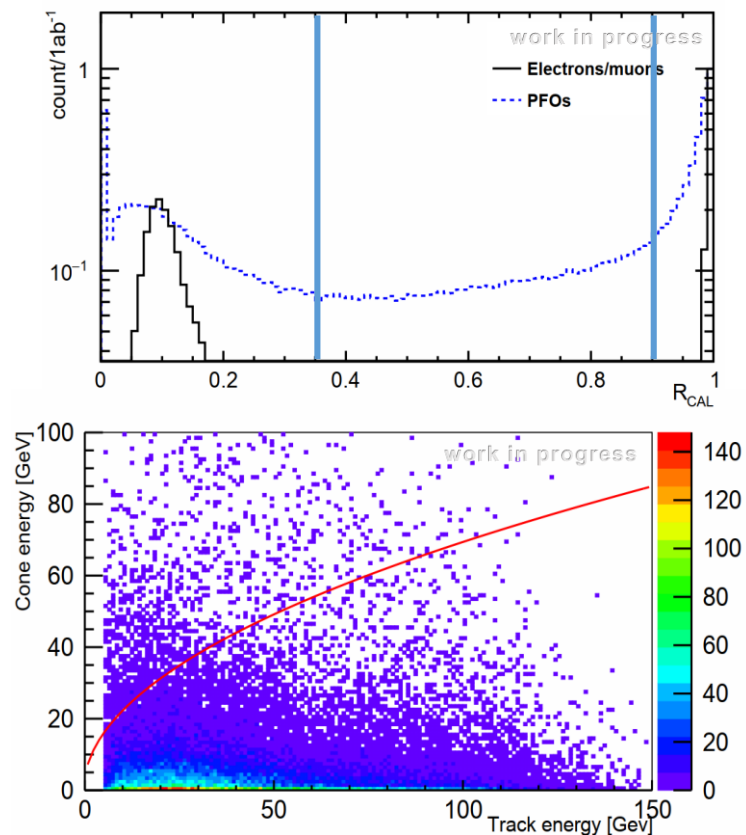 work in progress
count/1ab⁻¹
1
Electrons/muons
PFOs
10⁻¹
0 0.2 0.4 0.6 0.8 1
R_CAL
100
work in progress
140
Cone energy [GeV]
80
120
100
60
80
40
60
40
20
20
0
0
0 50 100 150
Track energy [Gev]